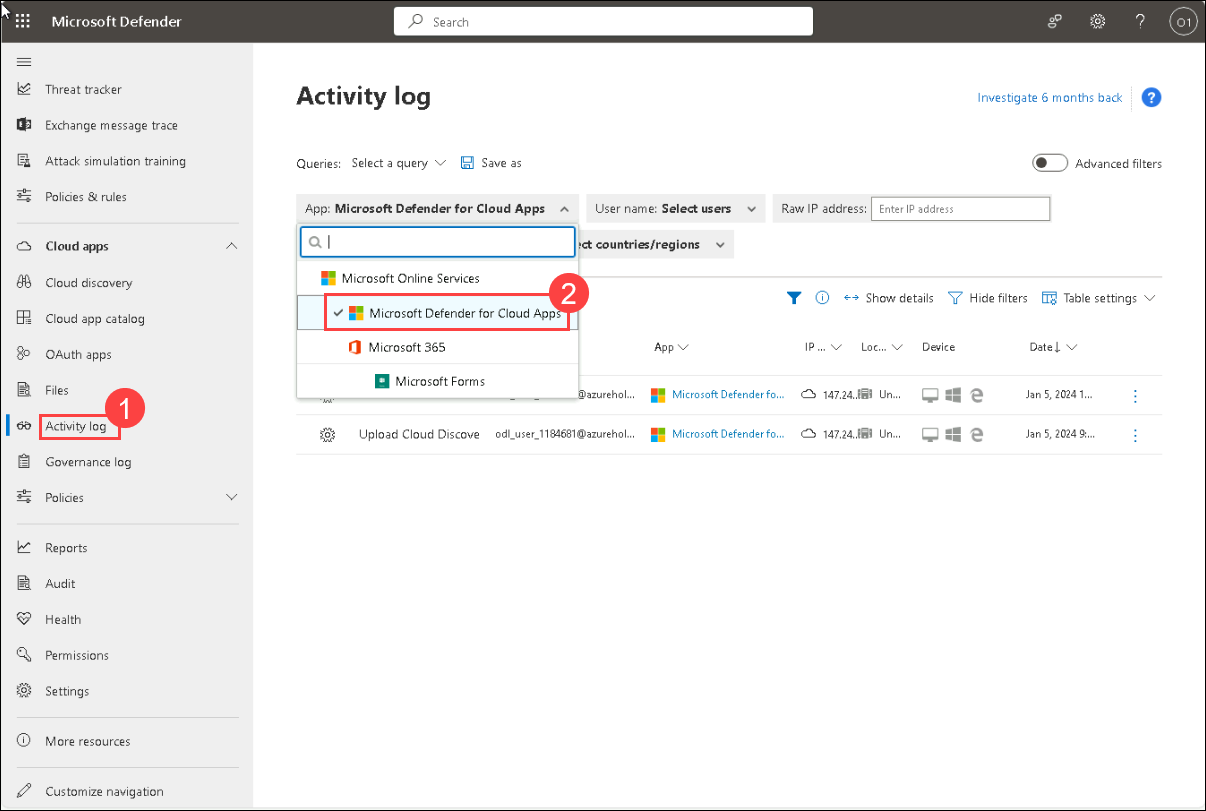 Microsoft Defender
Search
O1
Threat tracker
Exchange message trace
Attack simulation training
Policies & rules
Cloud apps
Cloud discovery
Cloud app catalog
OAuth apps
Files
1
Activity log
Governance log
Policies
Reports
Audit
Health
Permissions
Settings
More resources
Customize navigation
Activity log
Investigate 6 months back
?
Queries: Select a query Save as
Advanced filters
App: Microsoft Defender for Cloud Apps User name: Select users Raw IP address: Enter IP address
ect countries/regions
Microsoft Online Services
2
Microsoft Defender for Cloud Apps
Microsoft 365
Microsoft Forms
Show details Hide filters Table settings
App IP ... Loc... Device Date↓
@azurehol... Microsoft Defender fo... 147.24... Un... Jan 5, 2024 1...
Upload Cloud Discove odl_user_1184681@azurehol... Microsoft Defender fo... 147.24... Un... Jan 5, 2024 9:...